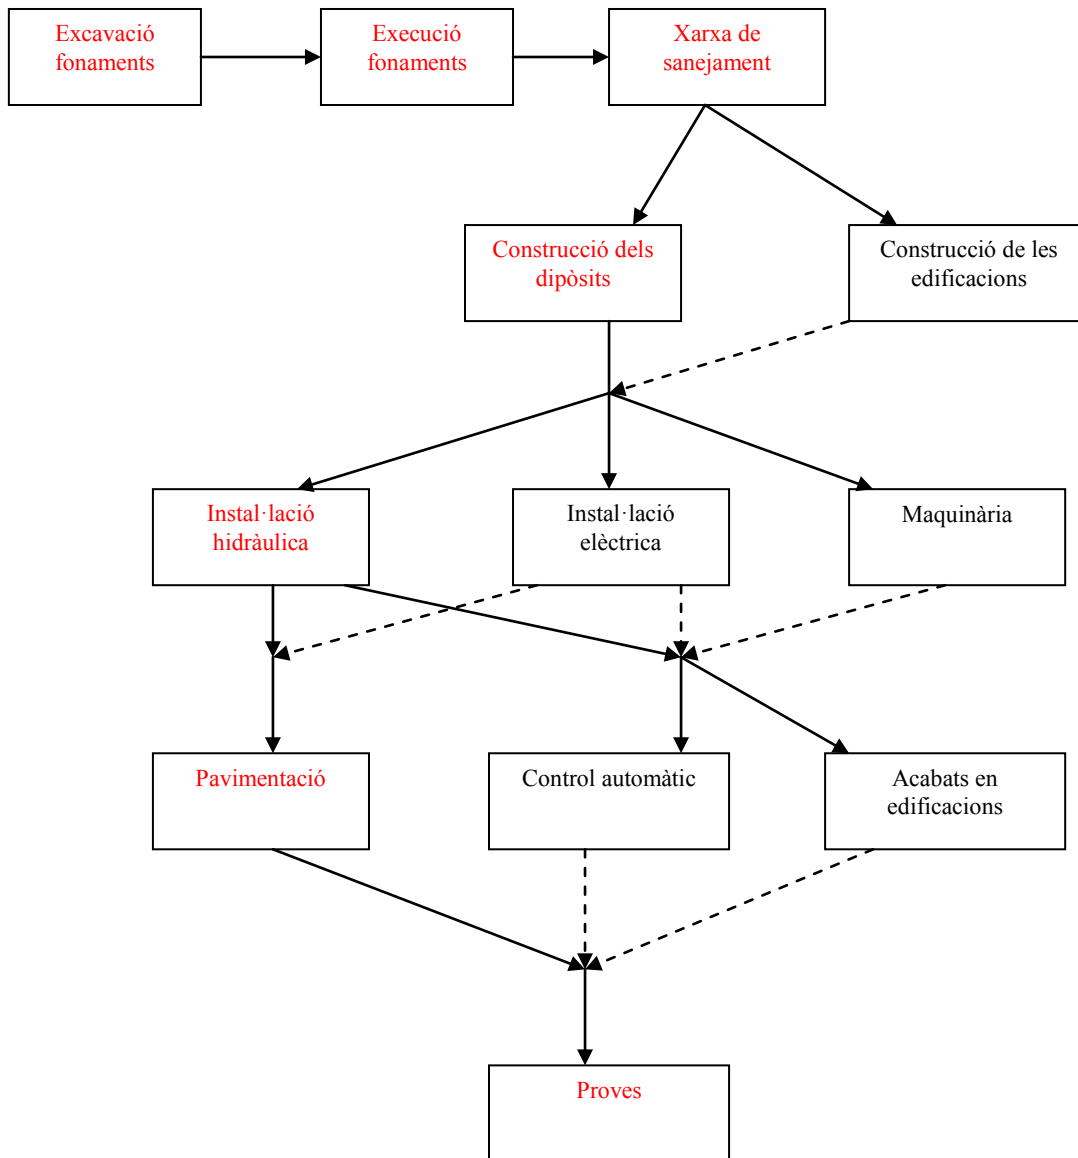 Excavació
fonaments
Execució
fonaments
Xarxa de
sanejament
Construcció dels
dipòsits
Construcció de les
edificacions
Instal·lació
hidràulica
Instal·lació
elèctrica
Maquinària
Pavimentació
Control automàtic
Acabats en
edificacions
Proves